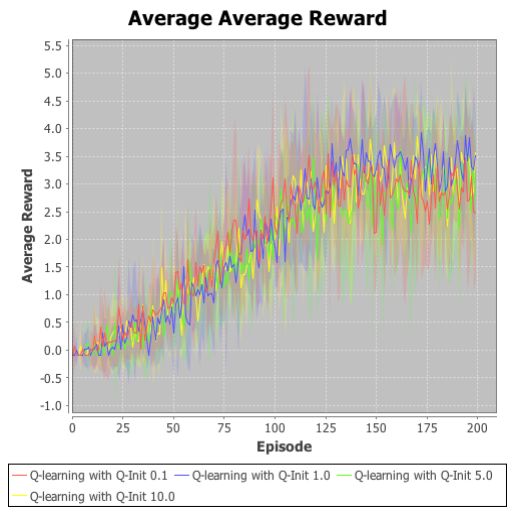 Average Average Reward
5.5
5.0
4.5
4.0
3.5
3.0
2.5
2.0
1.5
1.0
0.5
0.0
-0.5
-1.0
Average Reward
0 25 50 75 100 125 150 175 200
Episode
Q-learning with Q-Init 0.1 Q-learning with Q-Init 1.0 Q-learning with Q-Init 5.0
Q-learning with Q-Init 10.0